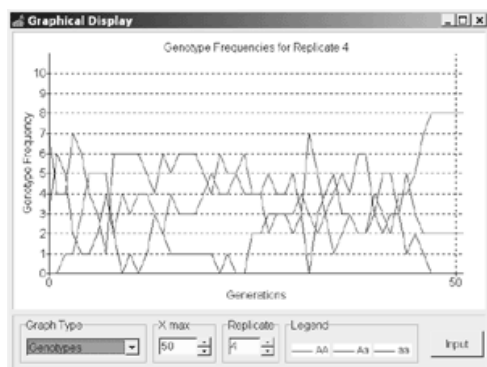 Graphical Display
Genotype Frequencies for Replicate 4
Genotype Frequency
10
9
8
7
6
5
4
3
2
1
0
0
50
Generations
Graph Type
Genotypes
X max
50
Replicate
4
Legend
AA
Aa
aa
Input